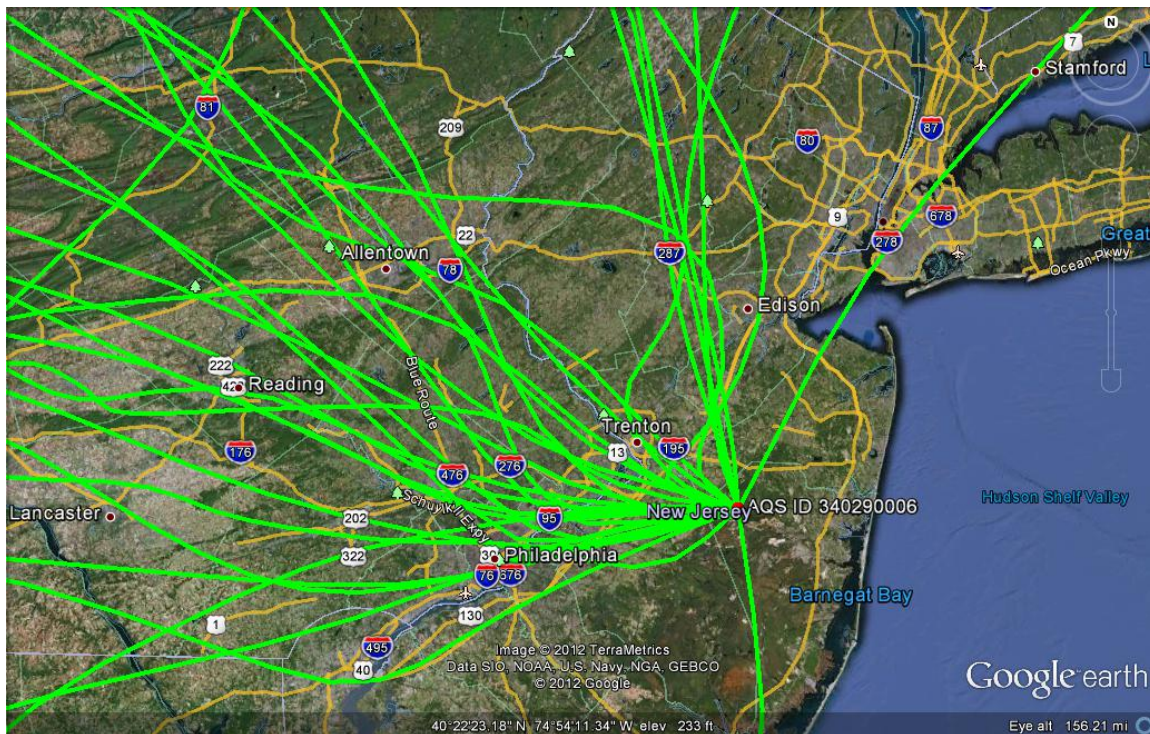 N
7
Stamford
L
81
209
80
87
9
678
278
Great
22
Allentown
78
287
Ocean Pkwy
Edison
222
Reading
Blue Route
Trenton
195
13
276
476
176
Lancaster
202
Schuylkill Expy
95
New Jersey
AQS ID 340290006
Hudson Shelf Valley
322
30
Philadelphia
76
676
130
Barnegat Bay
1
495
40
Image © 2012 TerraMetrics
Data SIO, NOAA, U.S. Navy, NGA, GEBCO
© 2012 Google
Google earth
40°22'23.18" N 74°54'11.34" W elev 233 ft
Eye alt 156.21 mi